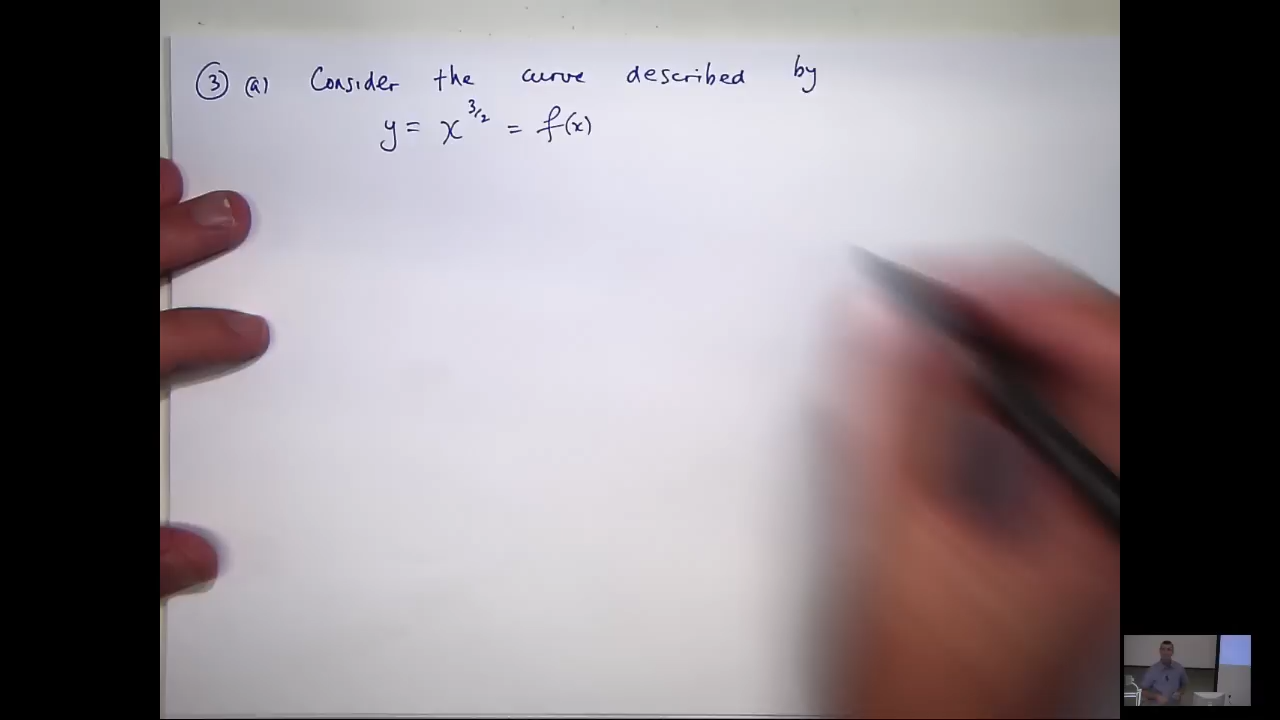 ③ (a) Consider the curve described by
y = x^{3/2} = f(x)